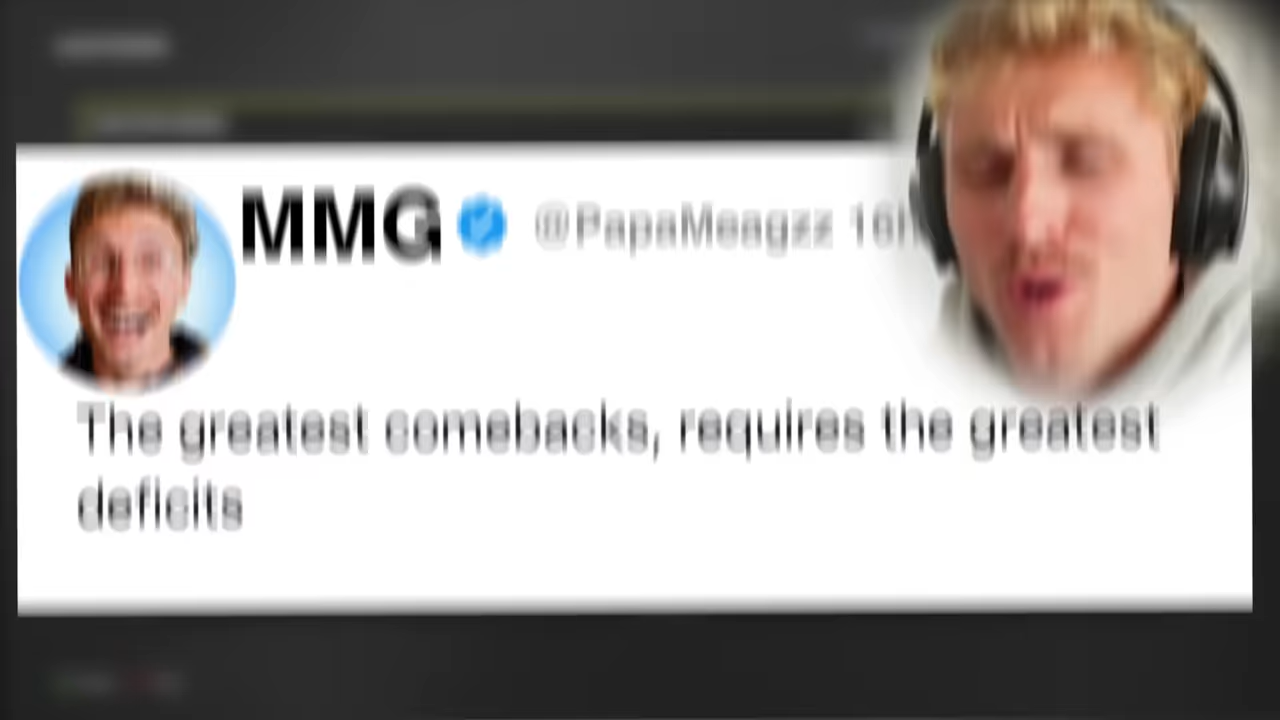 MMG @PapaMeagzz
The greatest comebacks, requires the greatest
deficits